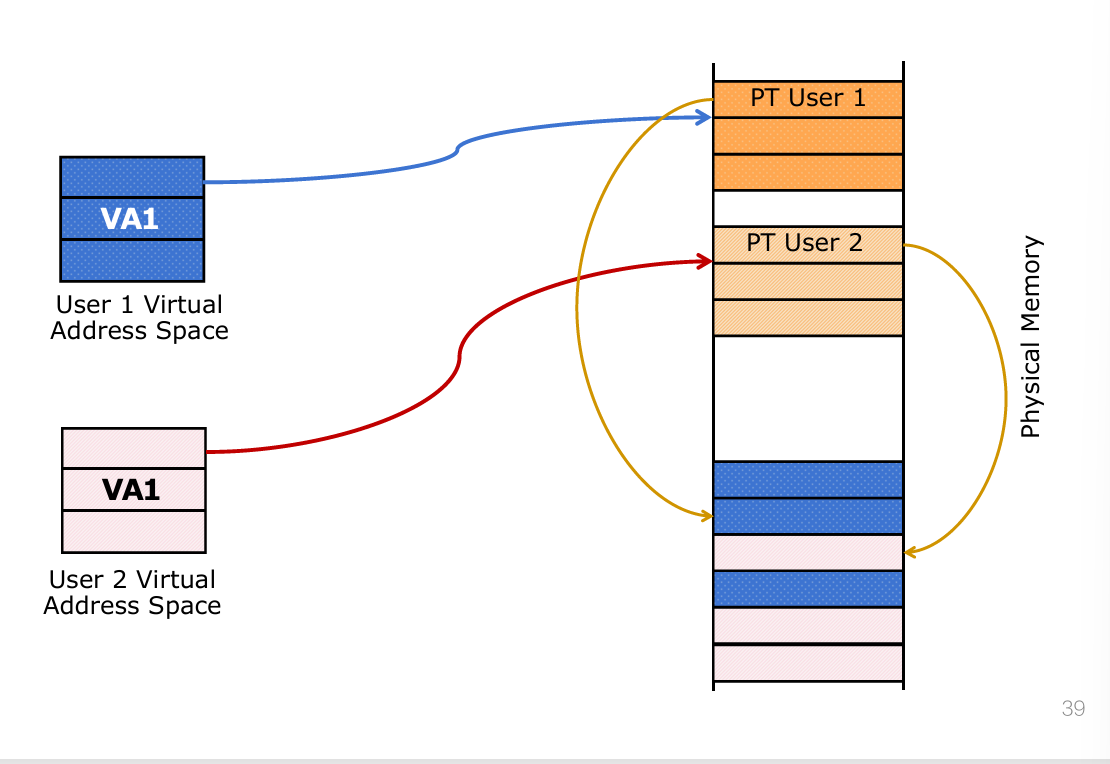 PT User 1
VA1
User 1 Virtual
Address Space
PT User 2
Physical Memory
VA1
User 2 Virtual
Address Space
39